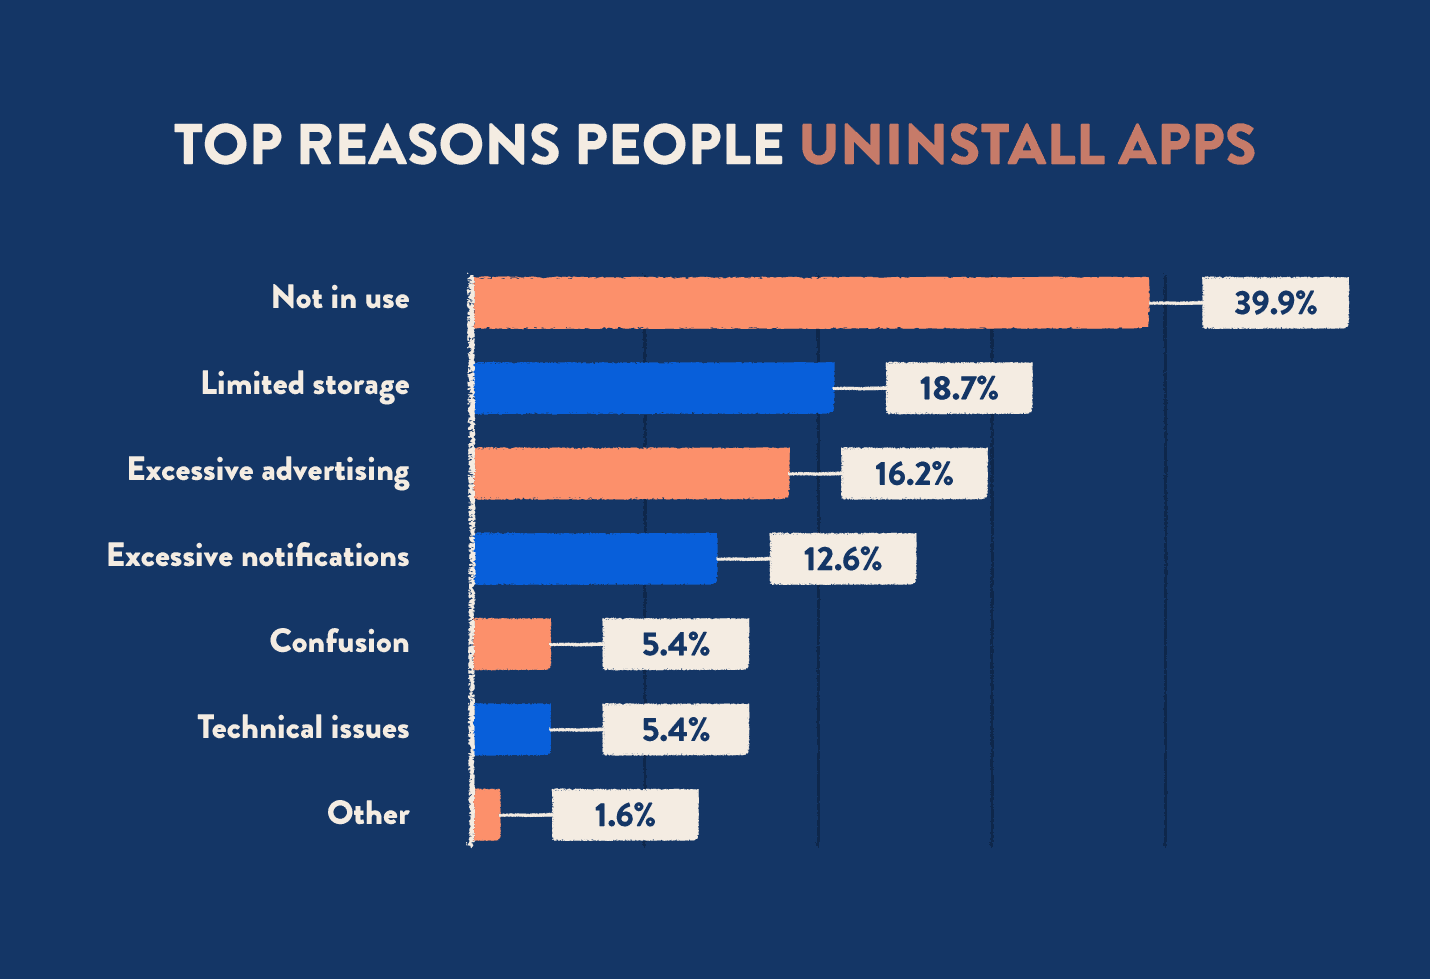 TOP REASONS PEOPLE UNINSTALL APPS
Not in use 39.9%
Limited storage 18.7%
Excessive advertising 16.2%
Excessive notifications 12.6%
Confusion 5.4%
Technical issues 5.4%
Other 1.6%